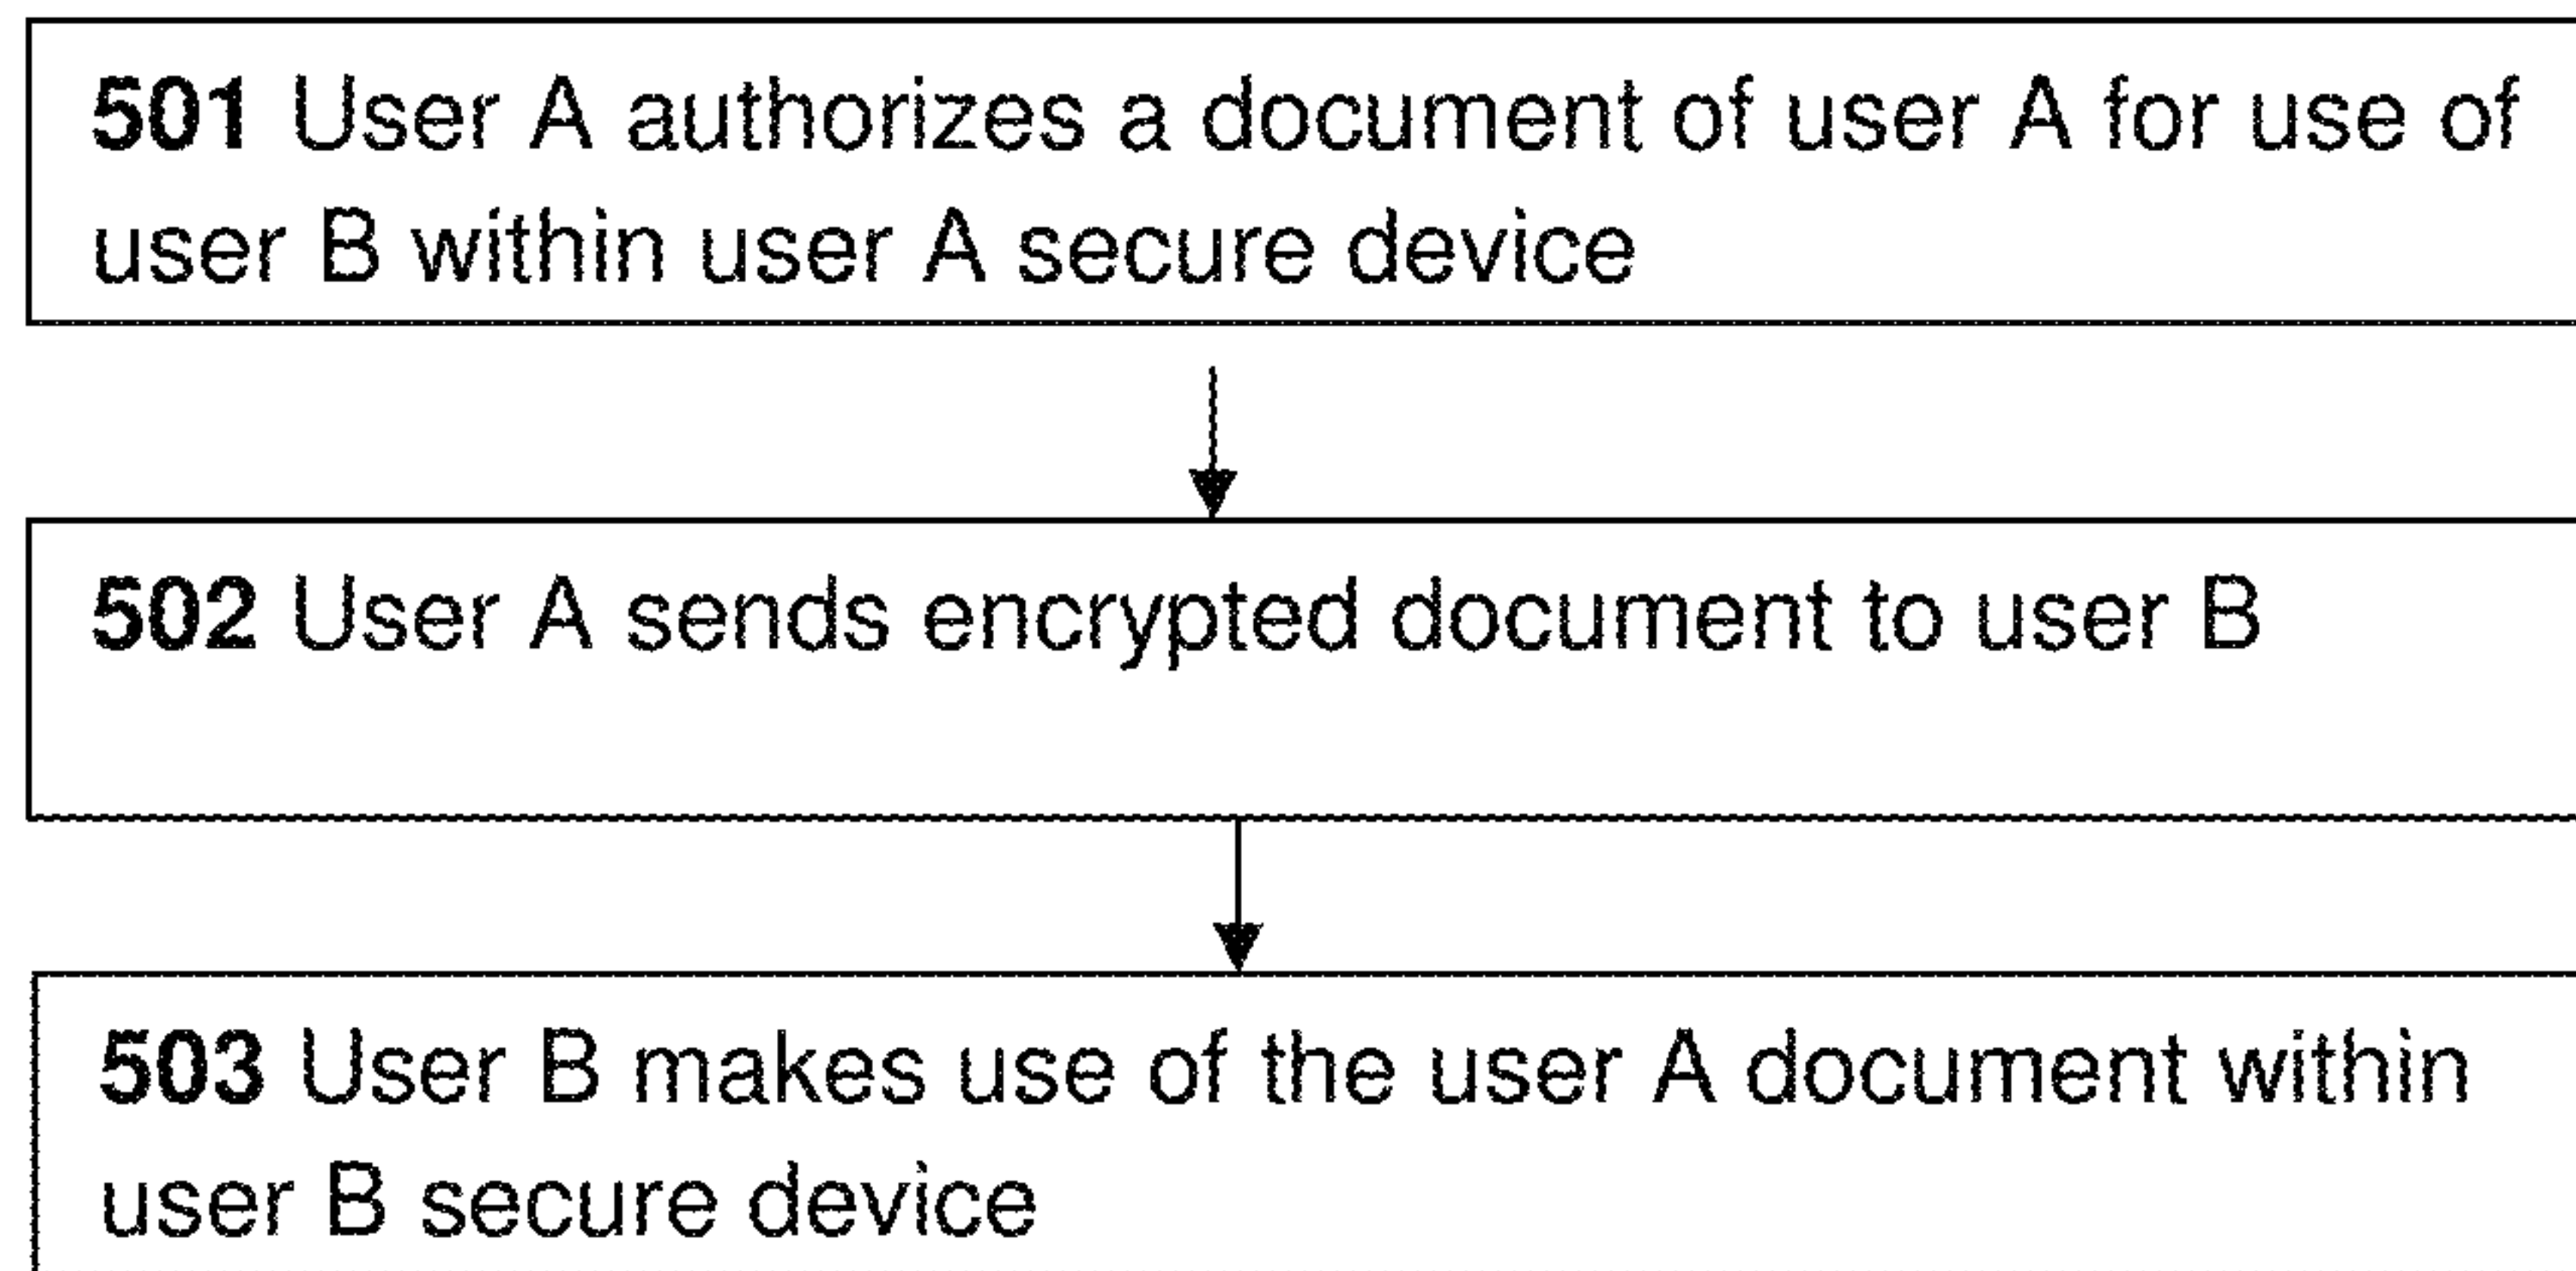 501 User A authorizes a document of user A for use of
user B within user A secure device
502 User A sends encrypted document to user B
503 User B makes use of the user A document within
user B secure device